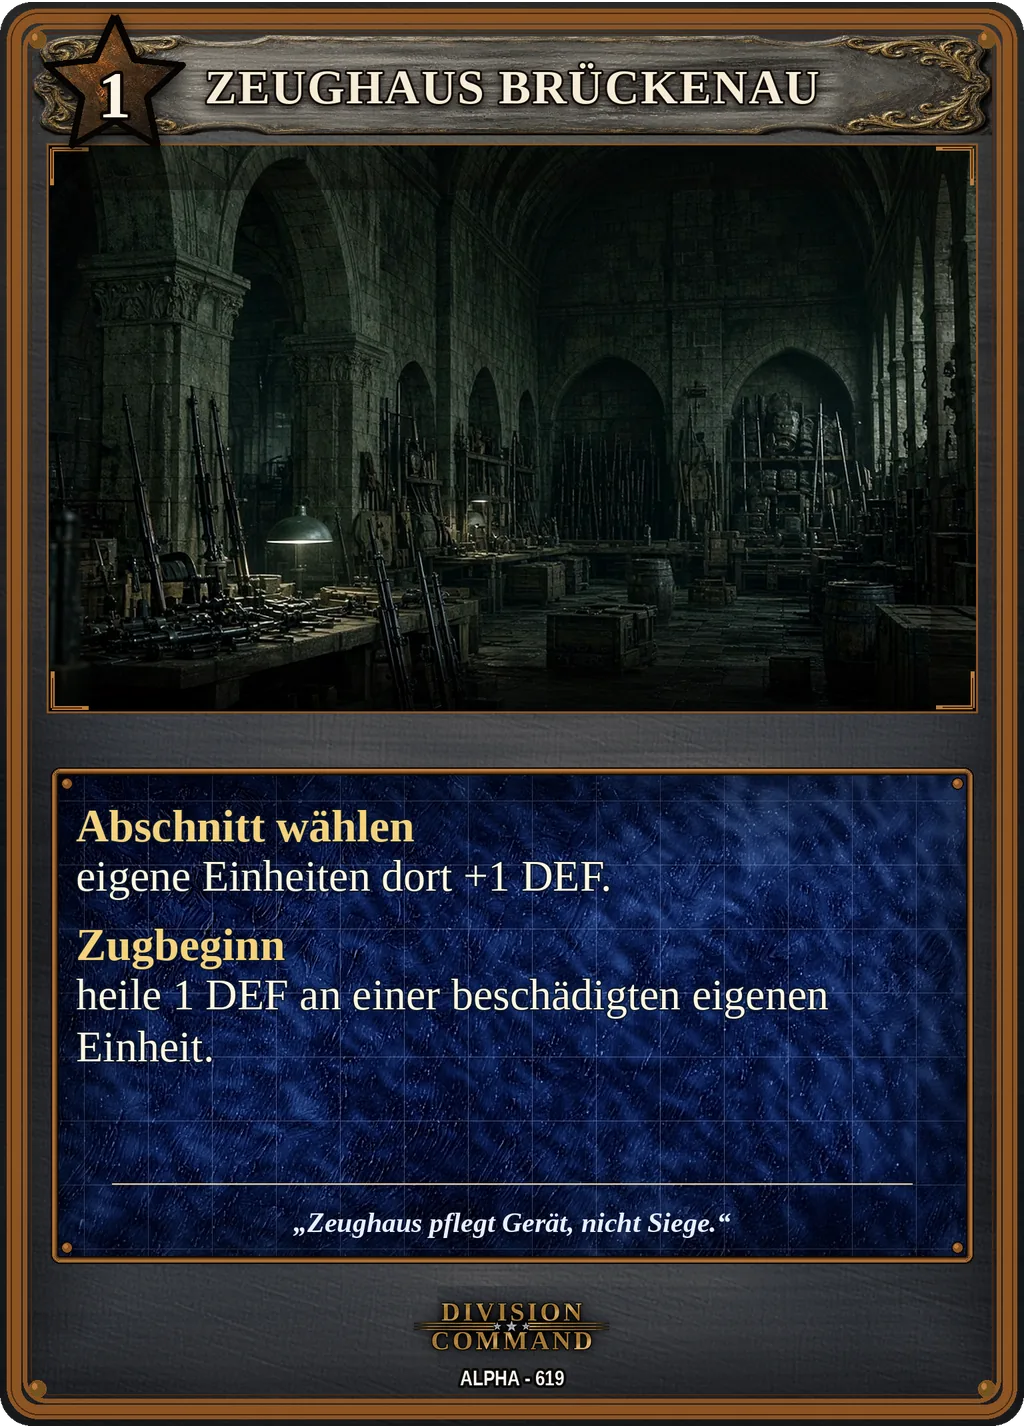 1
ZEUGHAUS BRÜCKENAU
Abschnitt wählen
eigene Einheiten dort +1 DEF.
Zugbeginn
heile 1 DEF an einer beschädigten eigenen
Einheit.
„Zeughaus pflegt Gerät, nicht Siege.“
DIVISION
COMMAND
ALPHA - 619